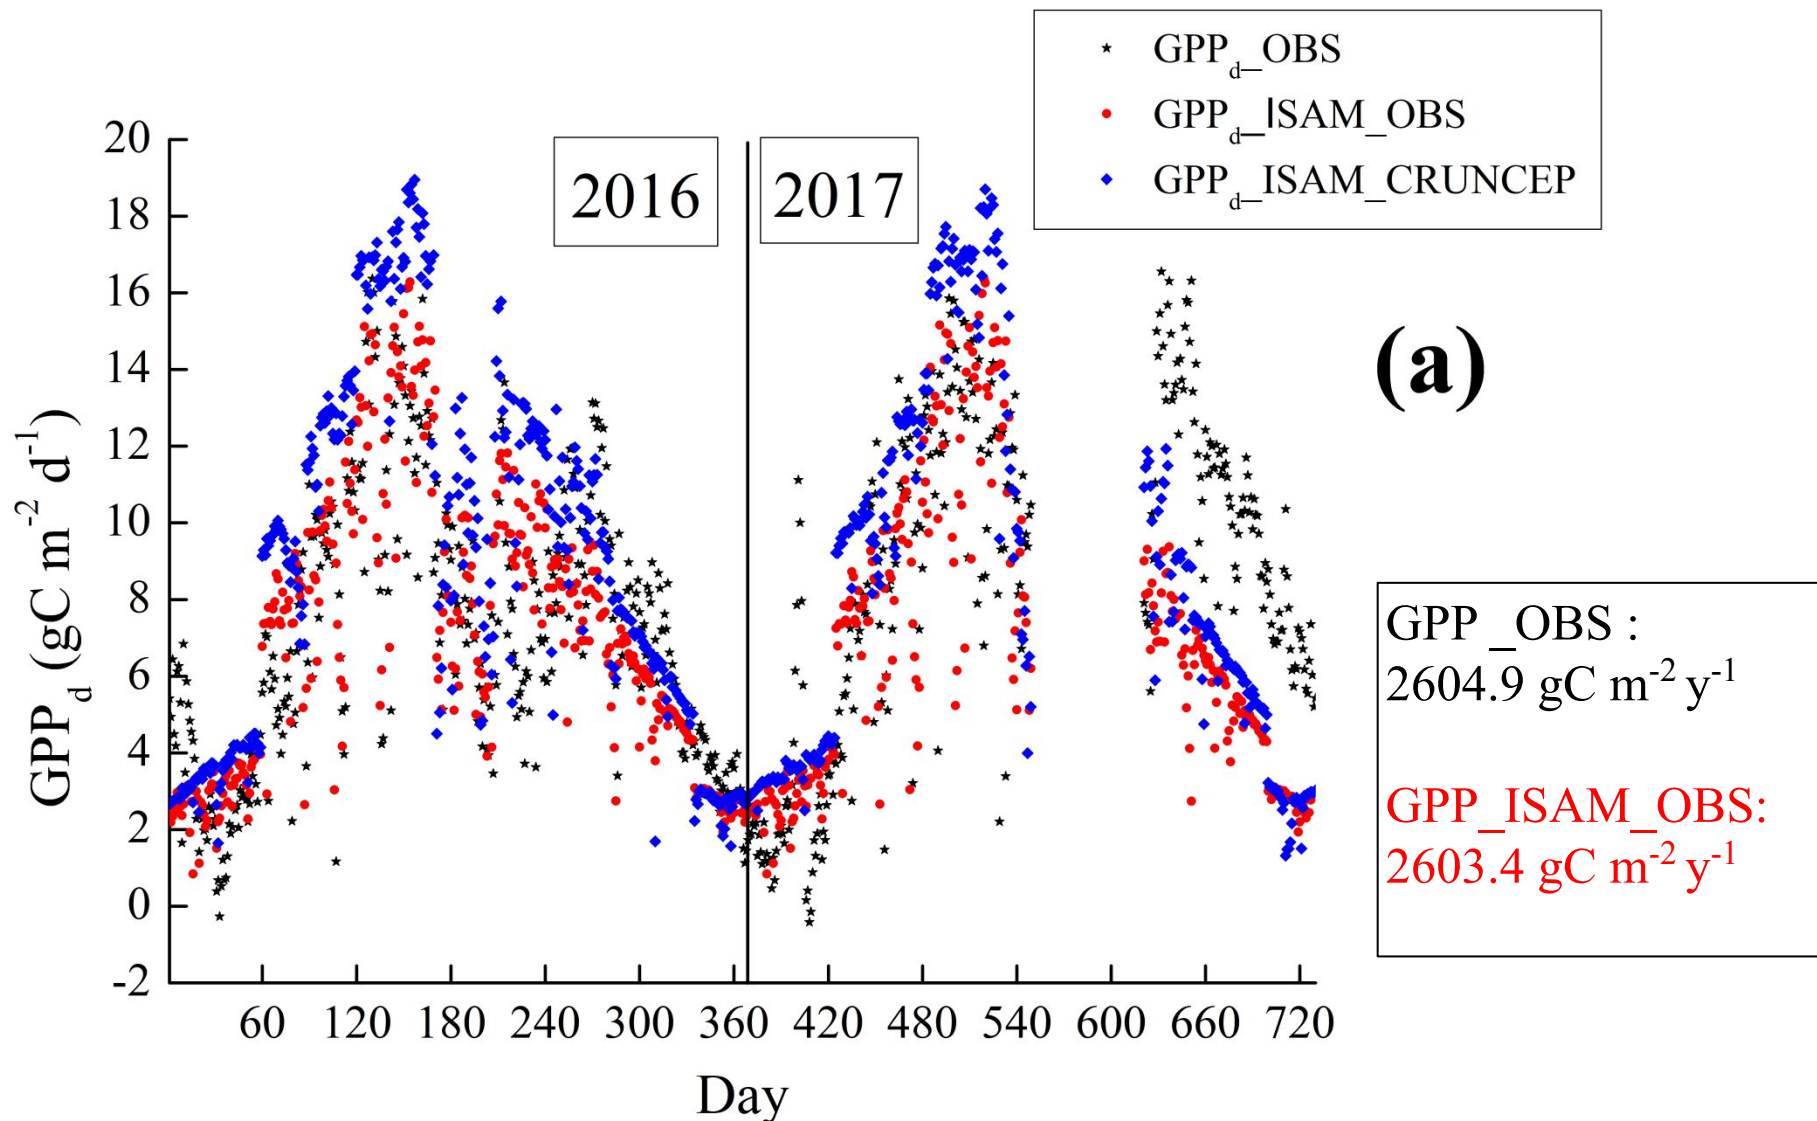 GPPd_OBS
GPPd_ISAM_OBS
GPPd_ISAM_CRUNCEP
20
18
16
14
12
10
8
6
4
2
0
-2
GPPd (gC m-2 d-1)
2016
2017
(a)
GPP_OBS :
2604.9 gC m-2 y-1
GPP_ISAM_OBS:
2603.4 gC m-2 y-1
60 120 180 240 300 360 420 480 540 600 660 720
Day